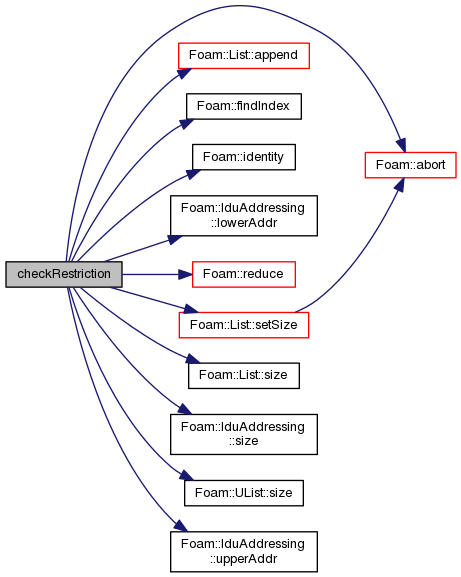 Foam::List::append
Foam::findIndex
Foam::identity
Foam::abort
Foam::lduAddressing
::lowerAddr
checkRestriction
Foam::reduce
Foam::List::setSize
Foam::List::size
Foam::lduAddressing
::size
Foam::UList::size
Foam::lduAddressing
::upperAddr